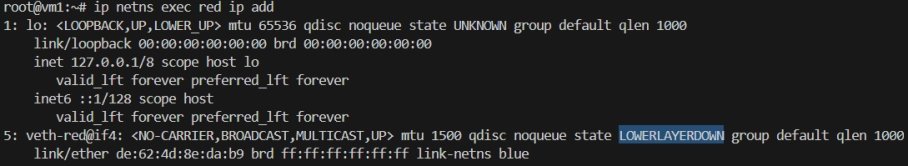 root@vm1:~# ip netns exec red ip add
1: lo: <LOOPBACK,UP,LOWER_UP> mtu 65536 qdisc noqueue state UNKNOWN group default qlen 1000
    link/loopback 00:00:00:00:00:00 brd 00:00:00:00:00:00
    inet 127.0.0.1/8 scope host lo
       valid_lft forever preferred_lft forever
    inet6 ::1/128 scope host
       valid_lft forever preferred_lft forever
5: veth-red@if4: <NO-CARRIER,BROADCAST,MULTICAST,UP> mtu 1500 qdisc noqueue state LOWERLAYERDOWN group default qlen 1000
    link/ether de:62:4d:8e:da:b9 brd ff:ff:ff:ff:ff:ff link-netns blue